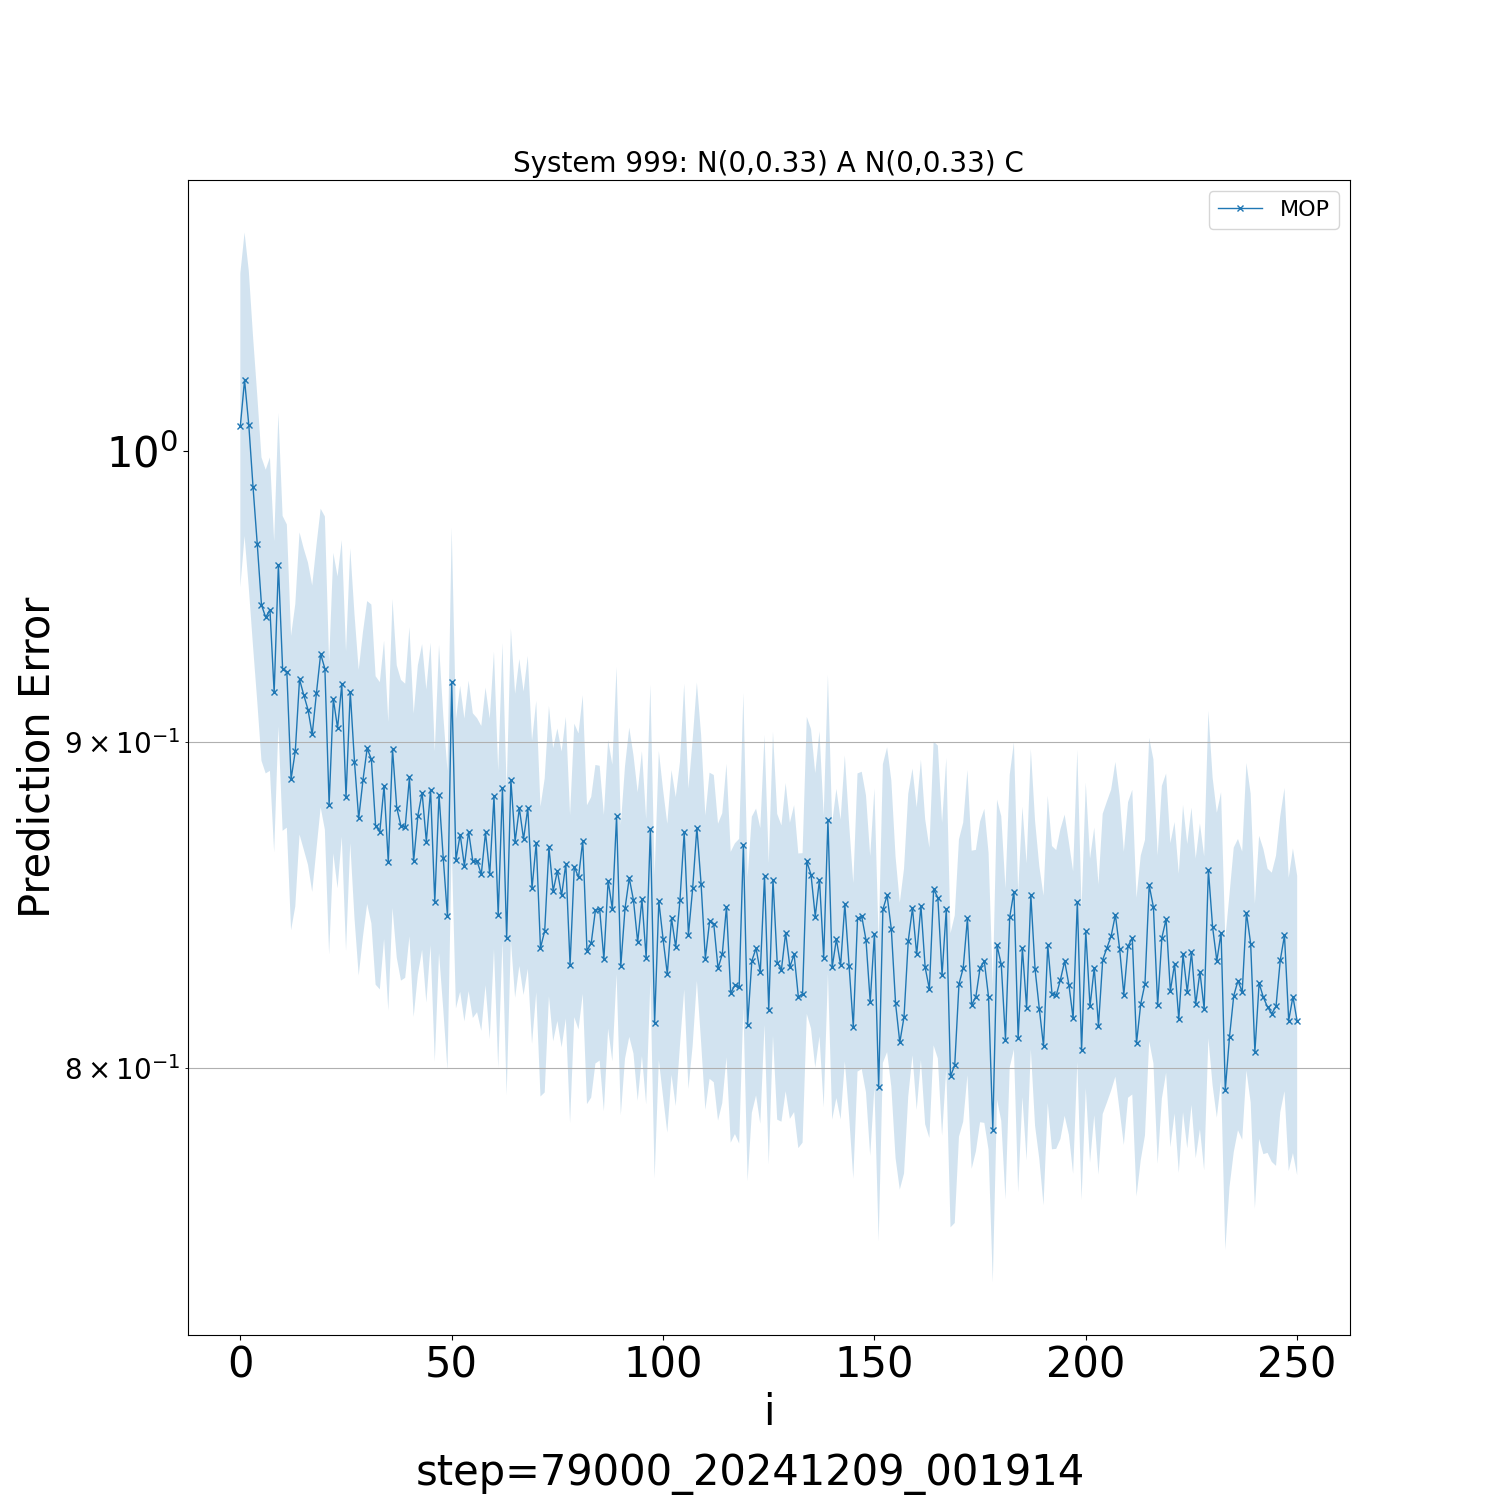 System 999: N(0,0.33) A N(0,0.33) C
MOP
10⁰
9 × 10⁻¹
8 × 10⁻¹
Prediction Error
0 50 100 150 200 250
i
step=79000_20241209_001914